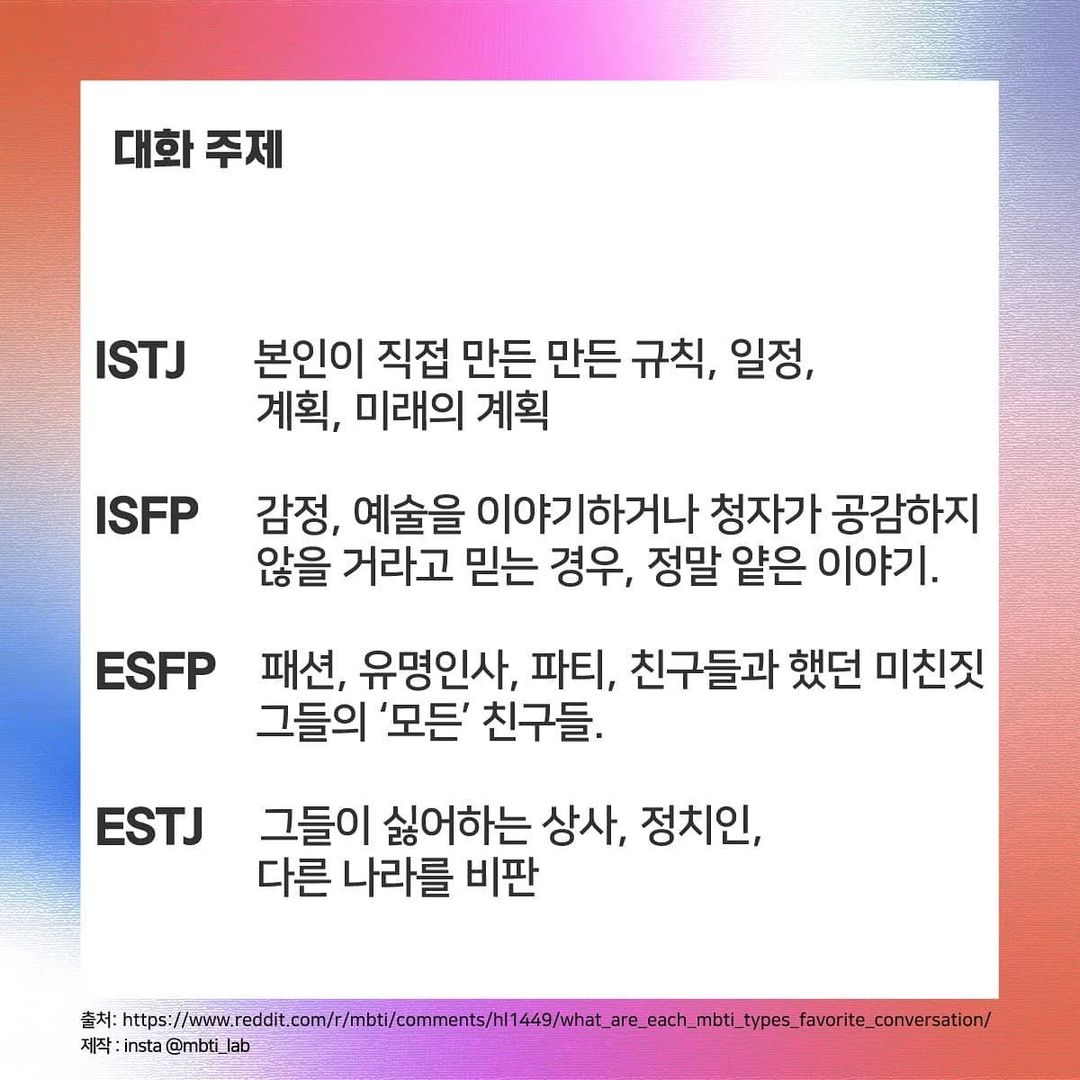 대화 주제
ISTJ 본인이 직접 만든 만든 규칙, 일정,
계획, 미래의 계획
ISFP 감정, 예술을 이야기하거나 청자가 공감하지
않을 거라고 믿는 경우, 정말 얕은 이야기.
ESFP 패션, 유명인사, 파티, 친구들과 했던 미친짓
그들의 ‘모든’ 친구들.
ESTJ 그들이 싫어하는 상사, 정치인,
다른 나라를 비판
출처: https://www.reddit.com/r/mbti/comments/hl1449/what_are_each_mbti_types_favorite_conversation/
제작 : insta @mbti_lab